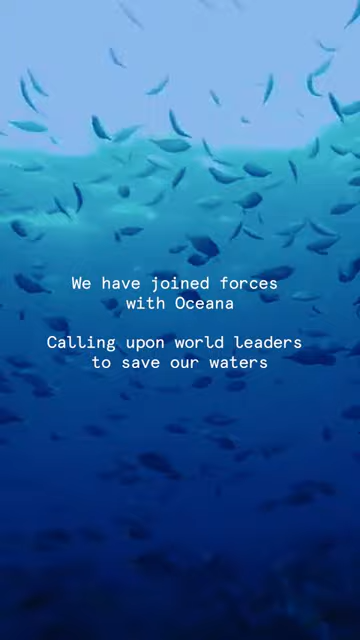 We have joined forces
with Oceana
Calling upon world leaders
to save our waters